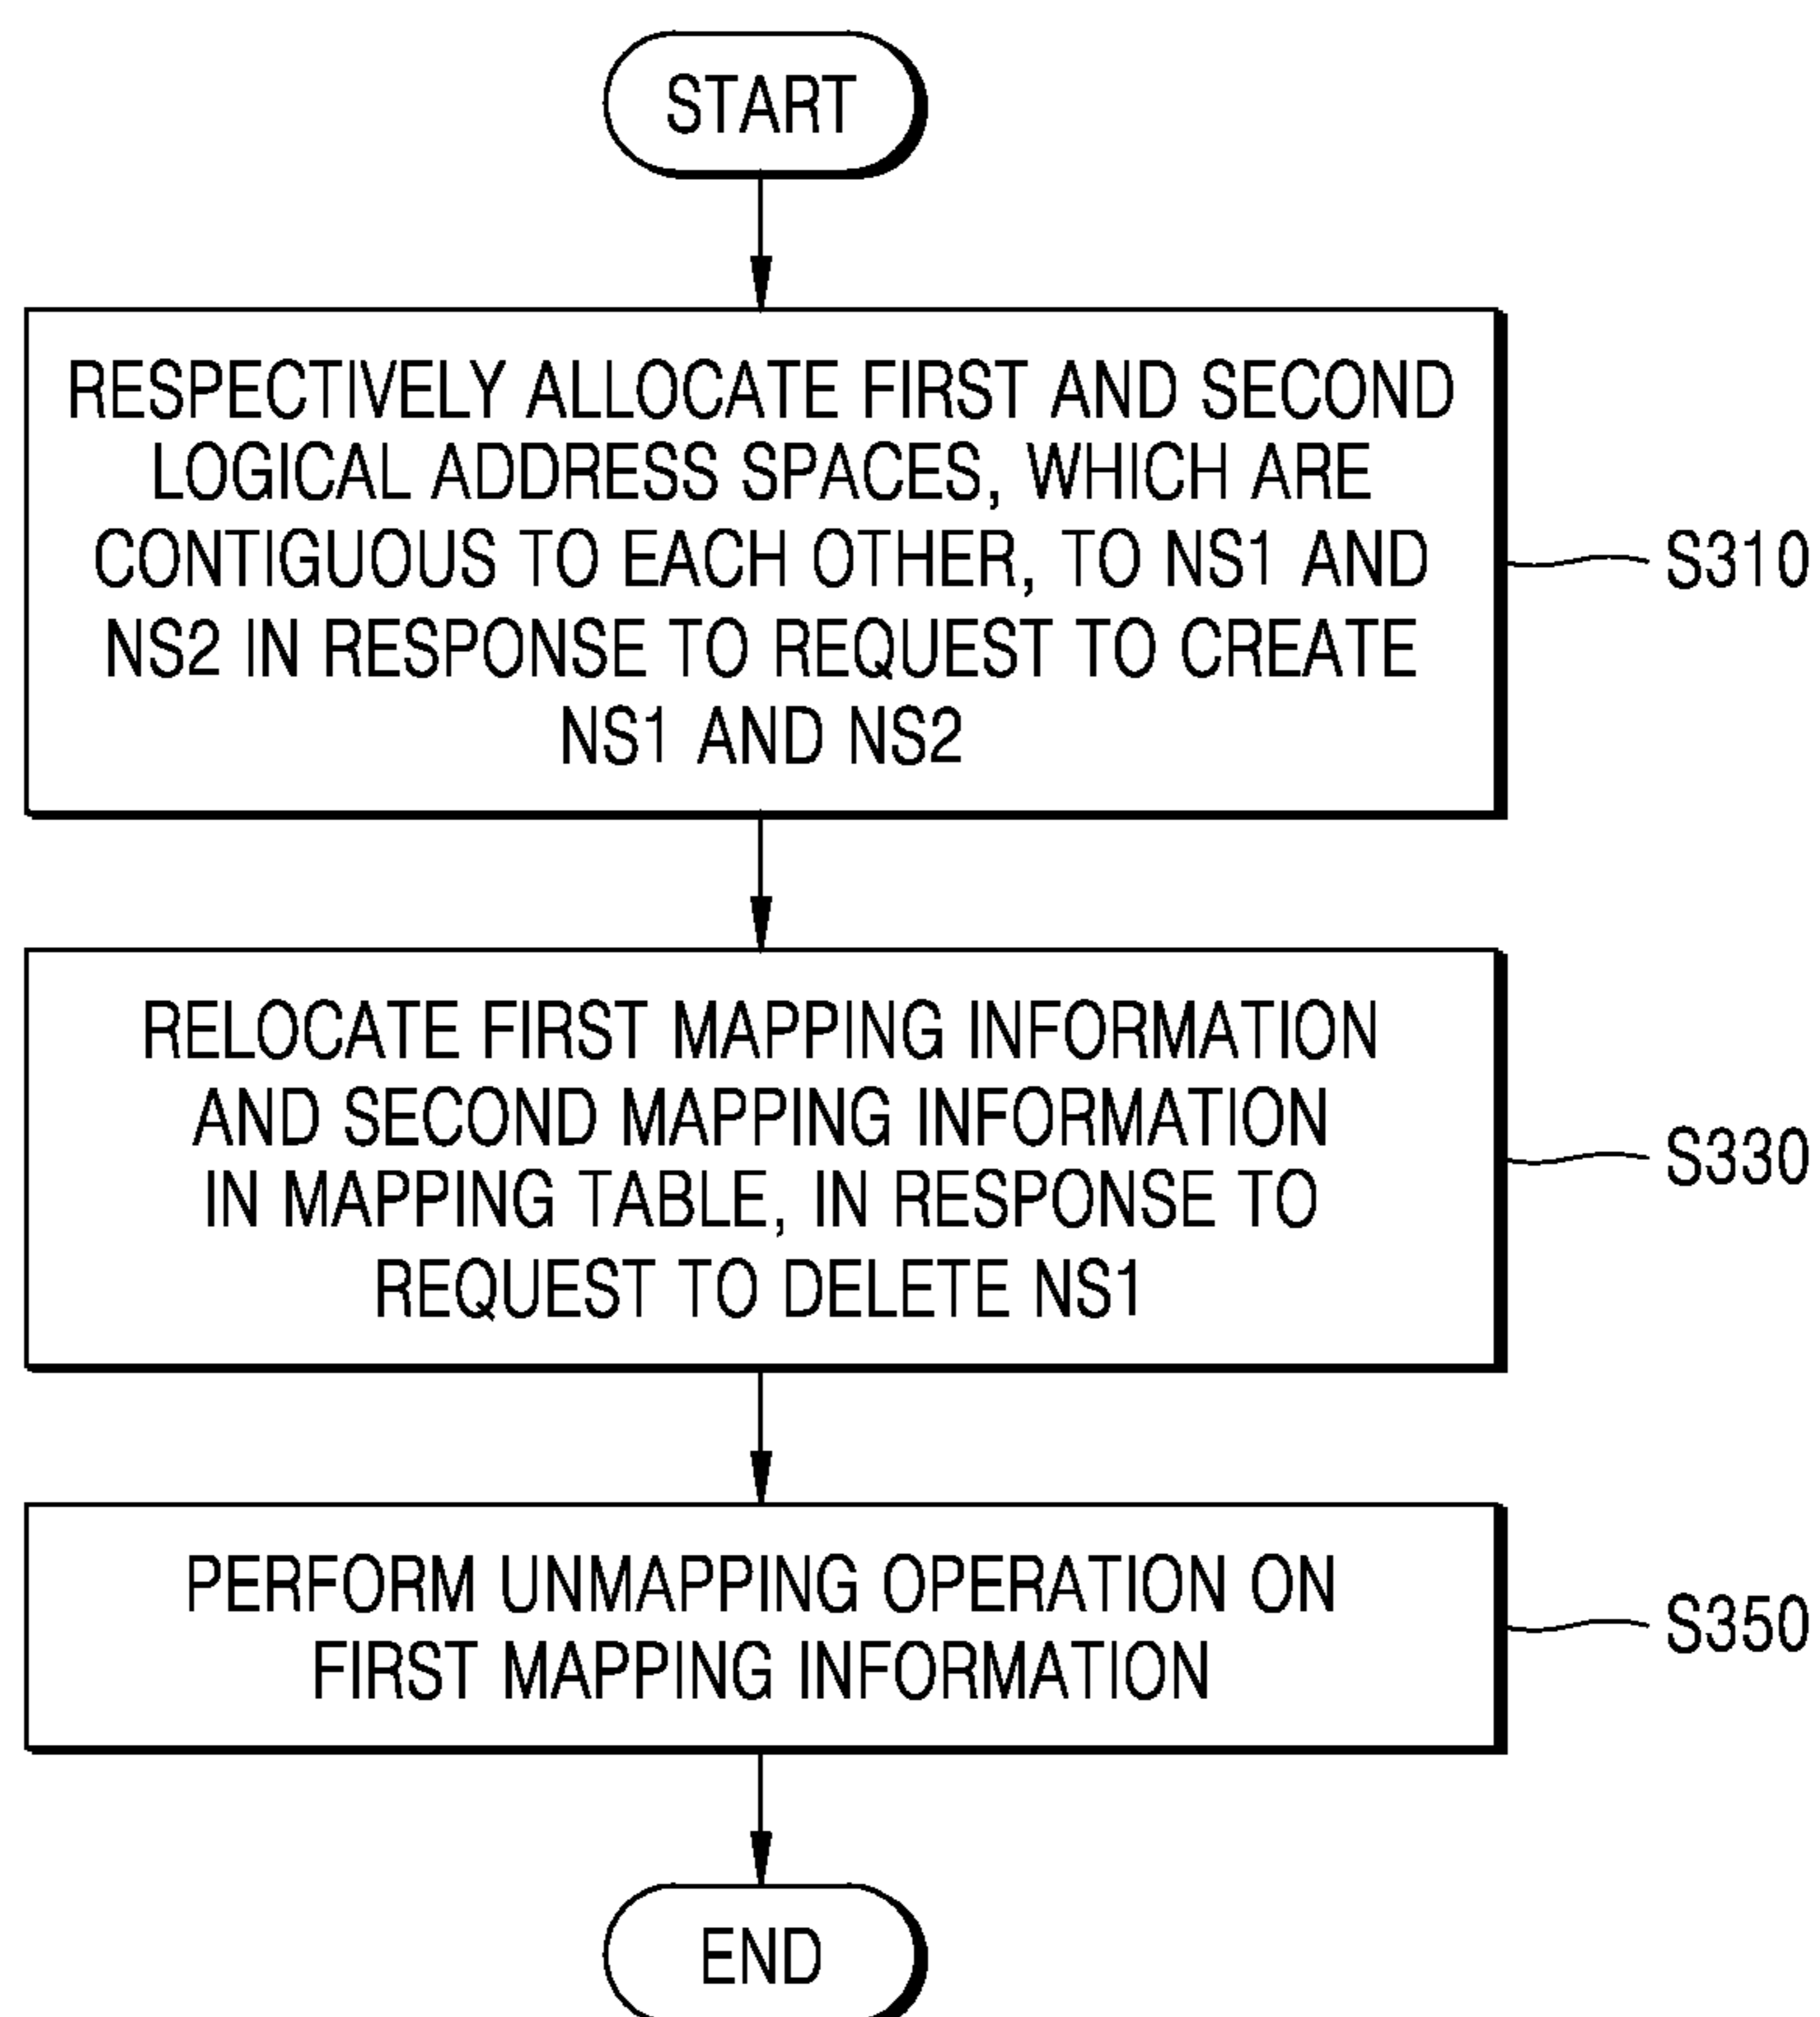 START
RESPECTIVELY ALLOCATE FIRST AND SECOND
LOGICAL ADDRESS SPACES, WHICH ARE
CONTIGUOUS TO EACH OTHER, TO NS1 AND
NS2 IN RESPONSE TO REQUEST TO CREATE
NS1 AND NS2
S310
RELOCATE FIRST MAPPING INFORMATION
AND SECOND MAPPING INFORMATION
IN MAPPING TABLE, IN RESPONSE TO
REQUEST TO DELETE NS1
S330
PERFORM UNMAPPING OPERATION ON
FIRST MAPPING INFORMATION
S350
END